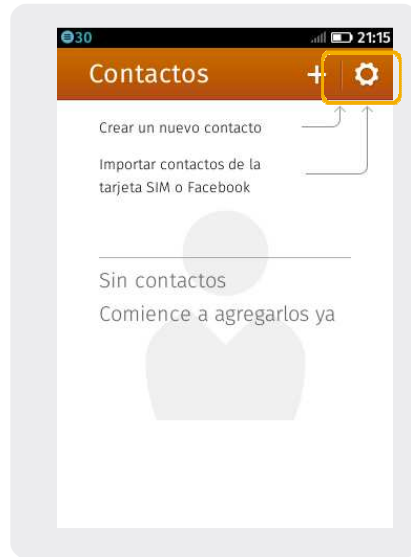 30 21:15
Contactos +
Crear un nuevo contacto
Importar contactos de la
tarjeta SIM o Facebook
Sin contactos
Comience a agregarlos ya